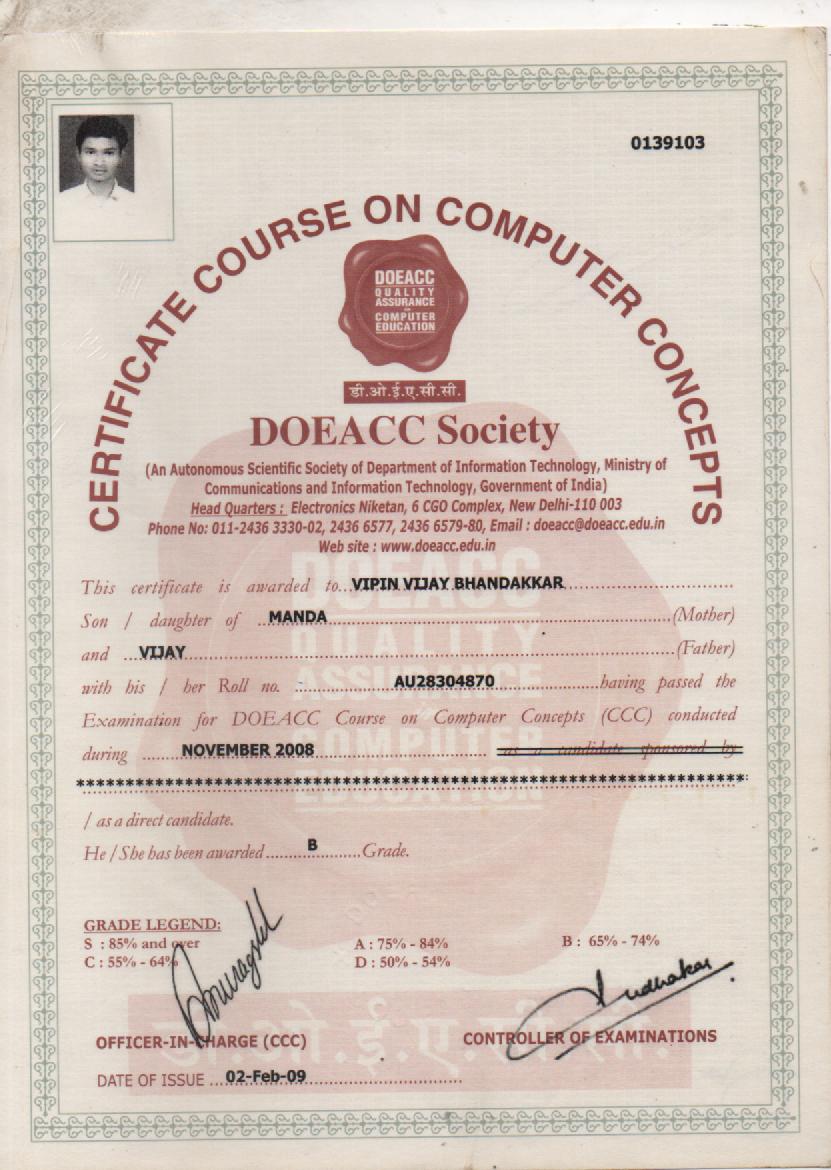 0139103
CERTIFICATE COURSE ON COMPUTER CONCEPTS
DOEACC
QUALITY
ASSURANCE
IN
COMPUTER
EDUCATION
डी.ओ.ई.ए.सी.सी.
DOEACC Society
(An Autonomous Scientific Society of Department of Information Technology, Ministry of
Communications and Information Technology, Government of India)
Head Quarters : Electronics Niketan, 6 CGO Complex, New Delhi-110 003
Phone No: 011-2436 3330-02, 2436 6577, 2436 6579-80, Email : doeacc@doeacc.edu.in
Web site : www.doeacc.edu.in
This certificate is awarded to...VIPIN VIJAY BHANDAKKAR
Son / daughter of ..MANDA (Mother)
and ...VIJAY (Father)
with his / her Roll no. AU28304870 having passed the
Examination for DOEACC Course on Computer Concepts (CCC) conducted
during NOVEMBER 2008 as a candidate sponsored by
/ as a direct candidate.
He / She has been awarded B Grade.
GRADE LEGEND:
S : 85% and over A : 75% - 84% B : 65% - 74%
C : 55% - 64% D : 50% - 54%
OFFICER-IN-CHARGE (CCC) CONTROLLER OF EXAMINATIONS
DATE OF ISSUE ...02-Feb-09